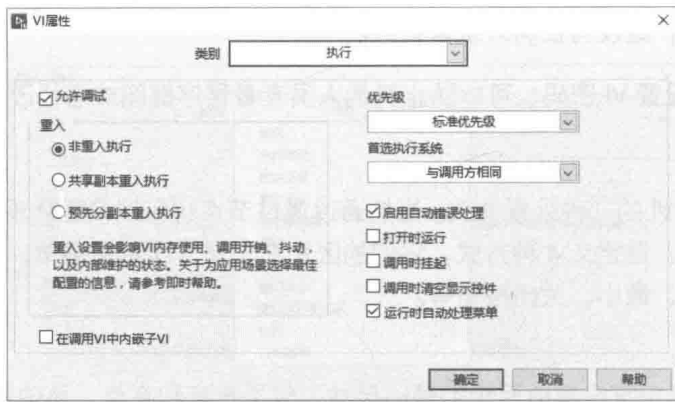 VI属性
类别
执行
允许调试
重入
非重入执行
共享副本重入执行
预先分副本重入执行
重入设置会影响VI内存使用、调用开销、抖动，
以及内部维护的状态。关于为应用场景选择最佳
配置的信息，请参考即时帮助。
在调用VI中内嵌子VI
优先级
标准优先级
首选执行系统
与调用方相同
启用自动错误处理
打开时运行
调用时挂起
调用时清空显示控件
运行时自动处理菜单
确定
取消
帮助